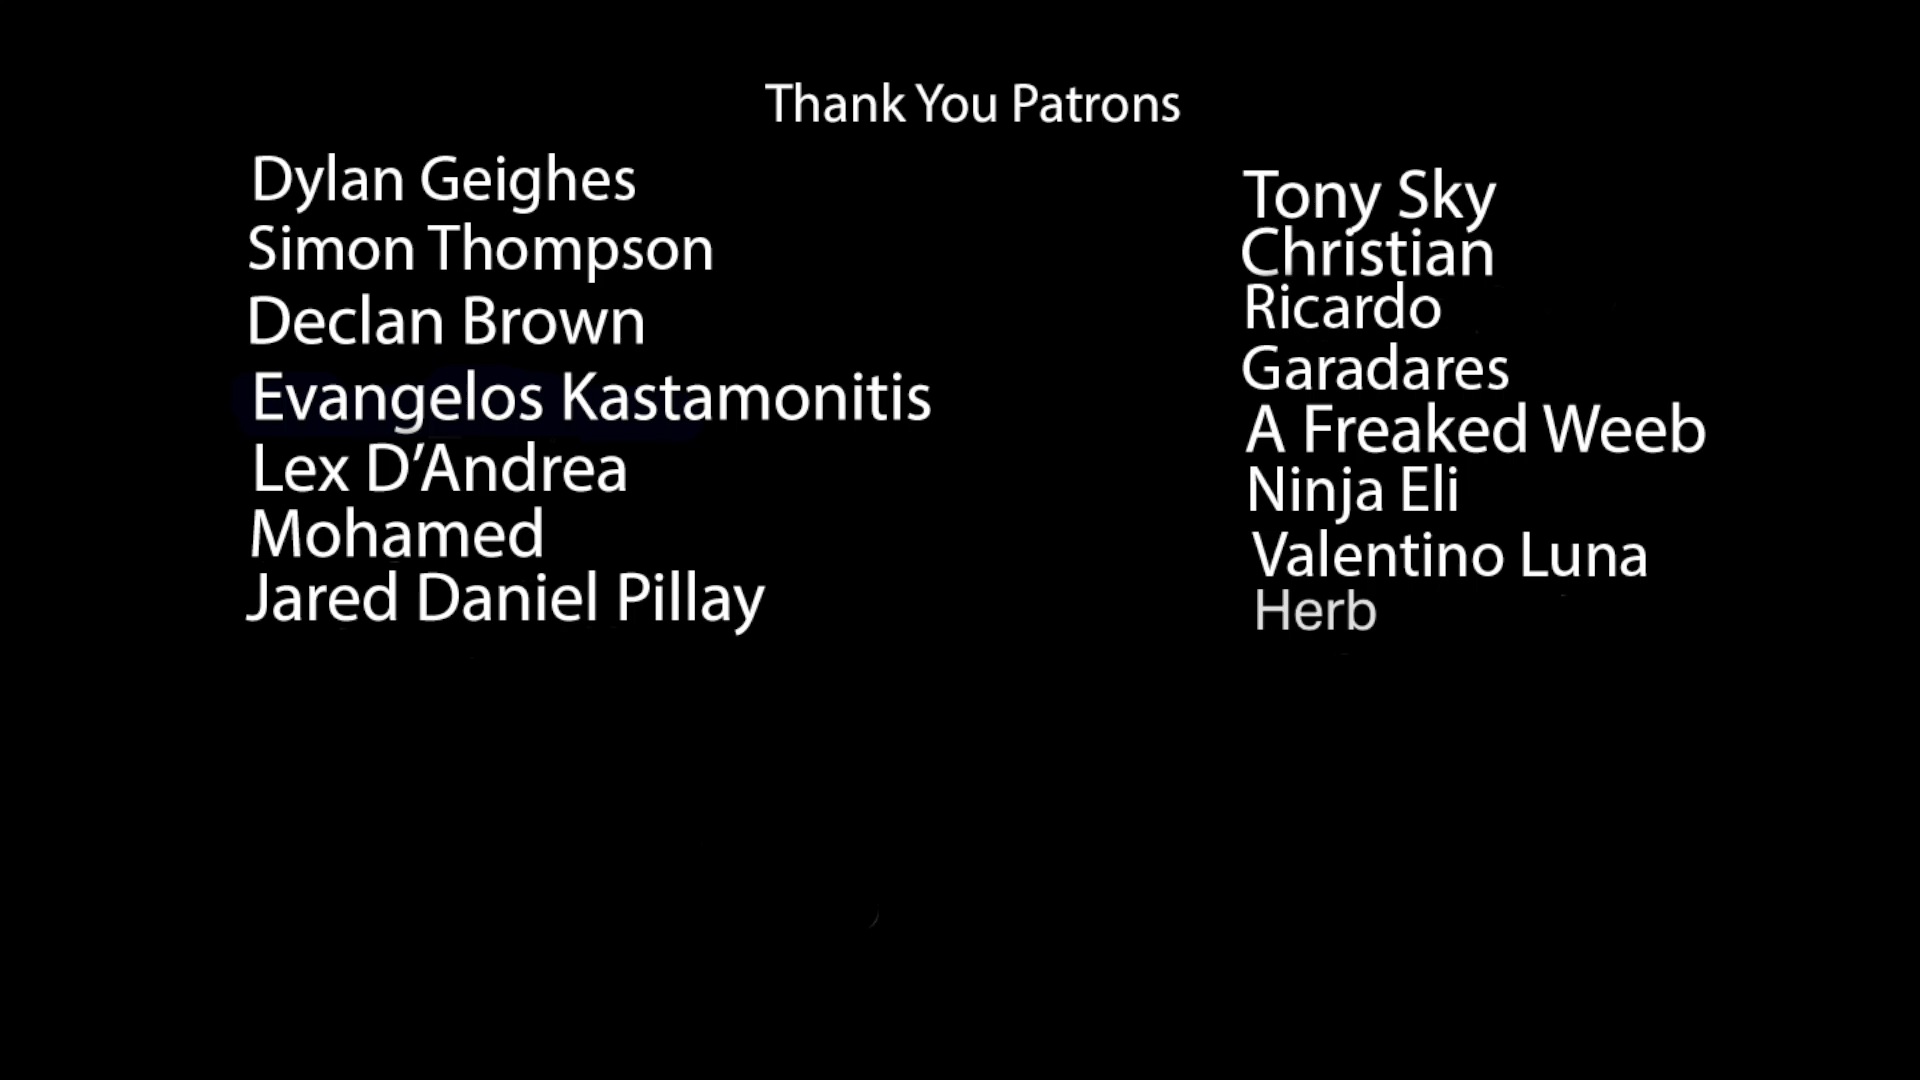 Thank You Patrons
Dylan Geighes
Simon Thompson
Declan Brown
Evangelos Kastamonitis
Lex D’Andrea
Mohamed
Jared Daniel Pillay
Tony Sky
Christian
Ricardo
Garadares
A Freaked Weeb
Ninja Eli
Valentino Luna
Herb